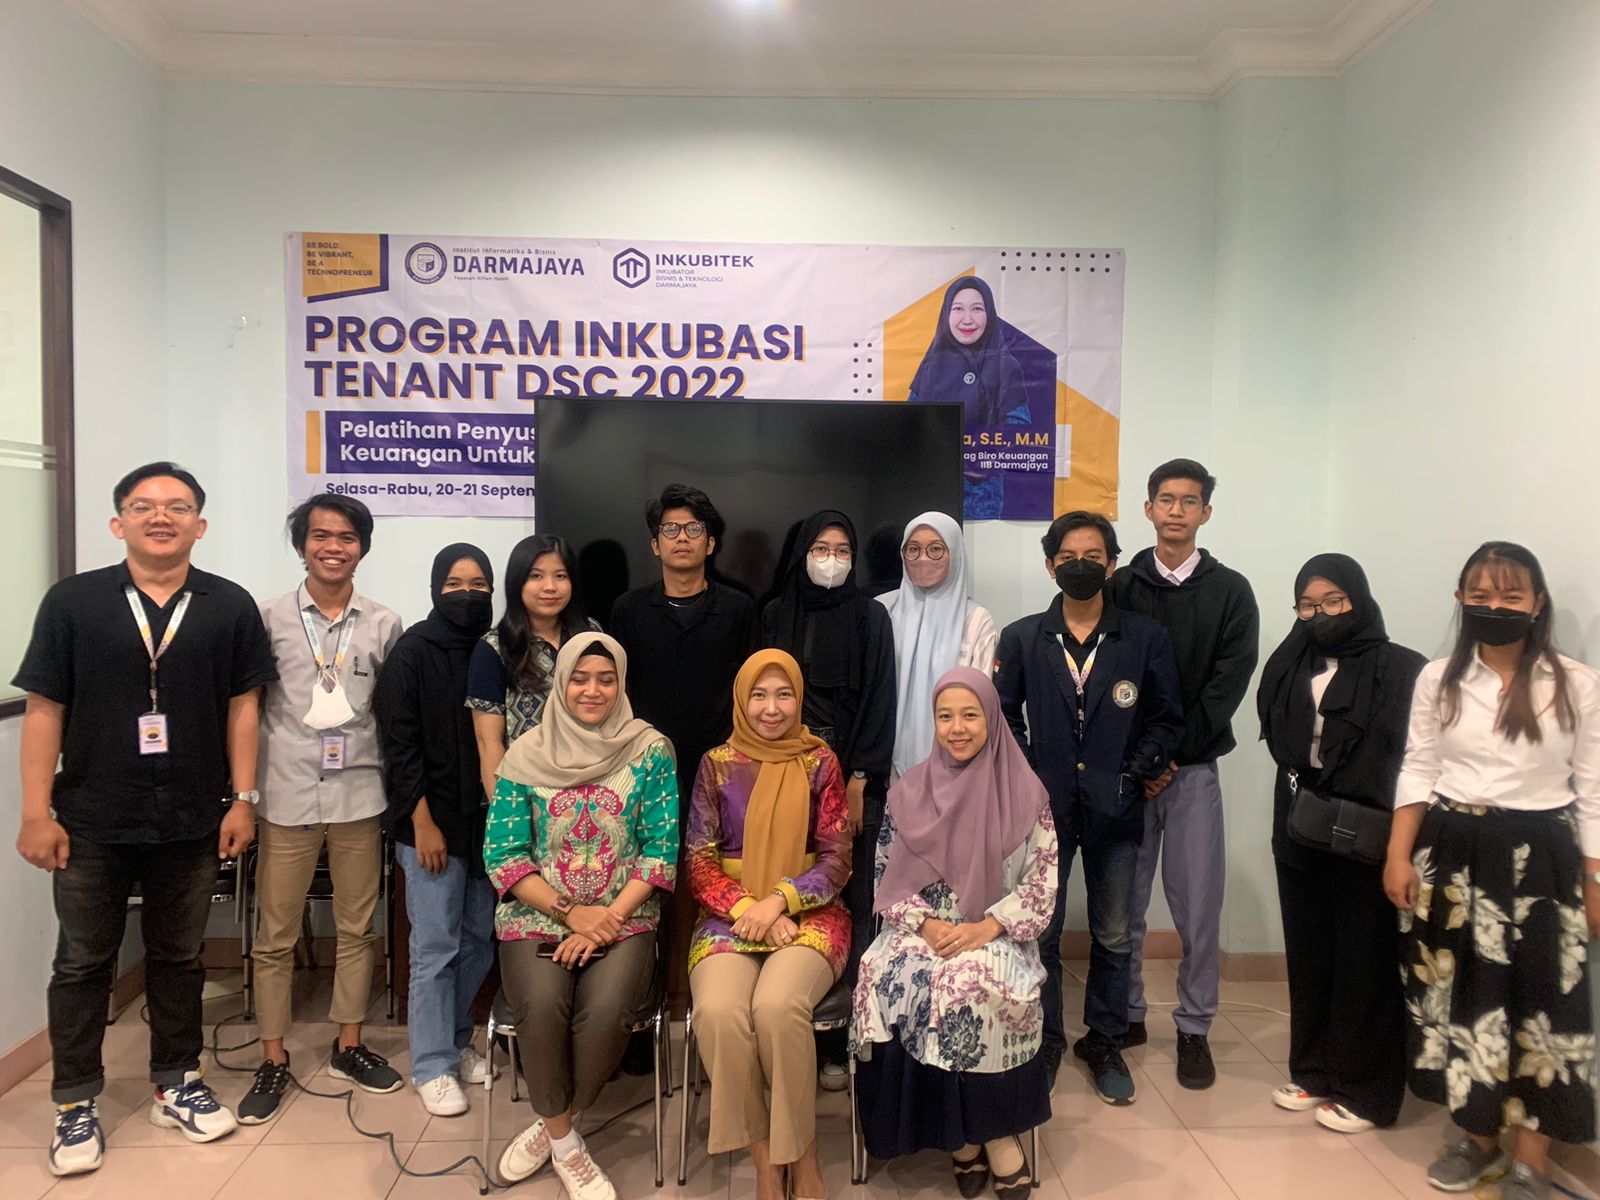 BE BOLD,
BE VIBRANT,
BE A
TECHNOPRENEUR
Institut Informatika & Bisnis
DARMAJAYA
Yayasan Alfian Husin
INKUBITEK
INKUBATOR
BISNIS & TEKNOLOGI
DARMAJAYA
PROGRAM INKUBASI
TENANT DSC 2022
Pelatihan Penyus
Keuangan Untuk
Selasa-Rabu, 20-21 Septem
a, S.E., M.M
ag Biro Keuangan
IIB Darmajaya